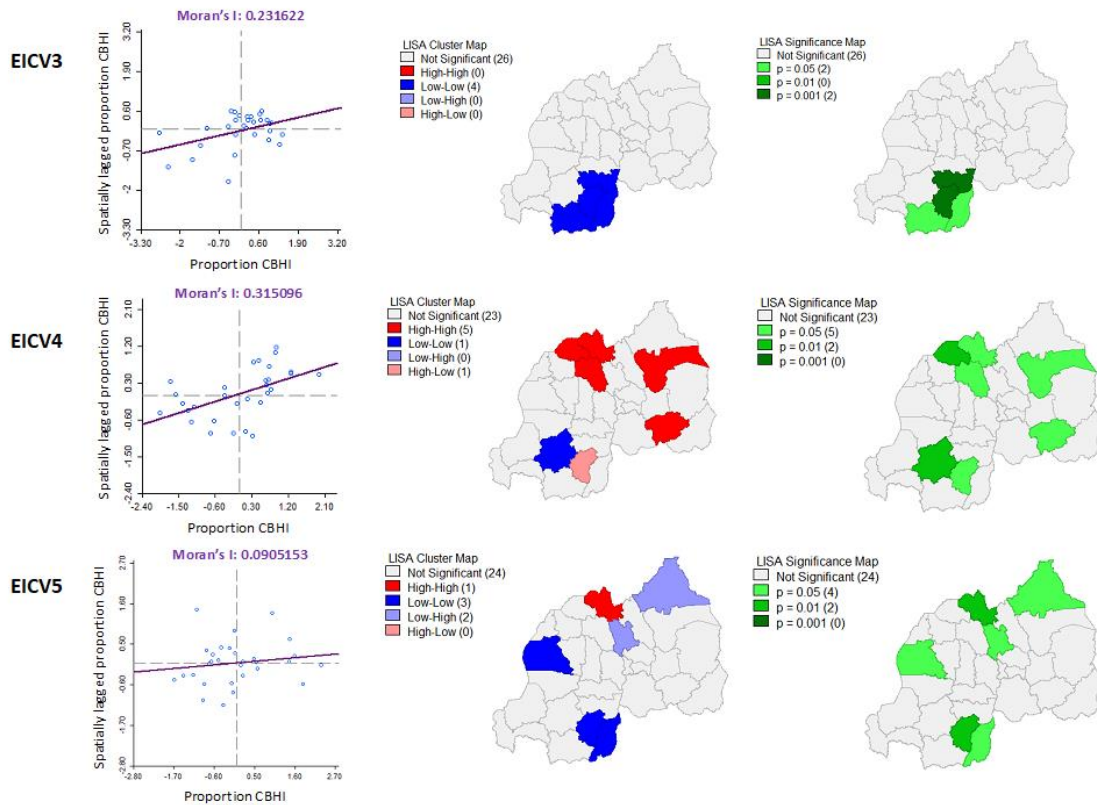 EICV3
Moran's I: 0.231622
Spatially lagged proportion CBHI
3.20
1.90
0.60
-0.70
-2
-3.30
-3.30 -2 -0.70 0.60 1.90 3.20
Proportion CBHI
LISA Cluster Map
Not Significant (26)
High-High (0)
Low-Low (4)
Low-High (0)
High-Low (0)
LISA Significance Map
Not Significant (26)
p = 0.05 (2)
p = 0.01 (0)
p = 0.001 (2)
EICV4
Moran's I: 0.315096
Spatially lagged proportion CBHI
2.10
1.20
0.30
-0.60
-1.50
-2.40
-2.40 -1.50 -0.60 0.30 1.20 2.10
Proportion CBHI
LISA Cluster Map
Not Significant (23)
High-High (5)
Low-Low (1)
Low-High (0)
High-Low (1)
LISA Significance Map
Not Significant (23)
p = 0.05 (5)
p = 0.01 (2)
p = 0.001 (0)
EICV5
Moran's I: 0.0905153
Spatially lagged proportion CBHI
2.70
1.60
0.50
-0.60
-1.70
-2.80
-2.80 -1.70 -0.60 0.50 1.60 2.70
Proportion CBHI
LISA Cluster Map
Not Significant (24)
High-High (1)
Low-Low (3)
Low-High (2)
High-Low (0)
LISA Significance Map
Not Significant (24)
p = 0.05 (4)
p = 0.01 (2)
p = 0.001 (0)